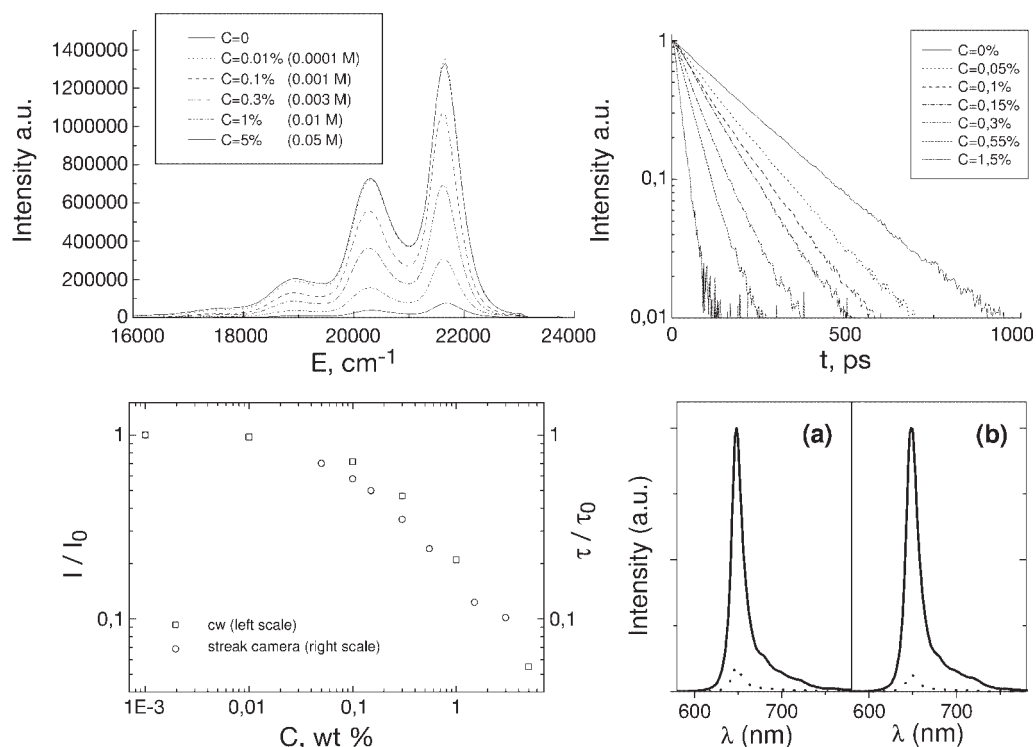 1400000
1200000
1000000
800000
600000
400000
200000
0
Intensity a.u.
C=0
C=0.01% (0.0001 M)
C=0.1% (0.001 M)
C=0.3% (0.003 M)
C=1% (0.01 M)
C=5% (0.05 M)
16000 18000 20000 22000 24000
E, cm⁻¹
1
0,1
0,01
Intensity a.u.
C=0%
C=0,05%
C=0,1%
C=0,15%
C=0,3%
C=0,55%
C=1,5%
0 500 1000
t, ps
1
0,1
I / I₀
1
0,1
τ / τ₀
cw (left scale)
streak camera (right scale)
1E-3 0,01 0,1 1
C, wt %
Intensity (a.u.)
(a) (b)
600 700 600 700
λ (nm) λ (nm)